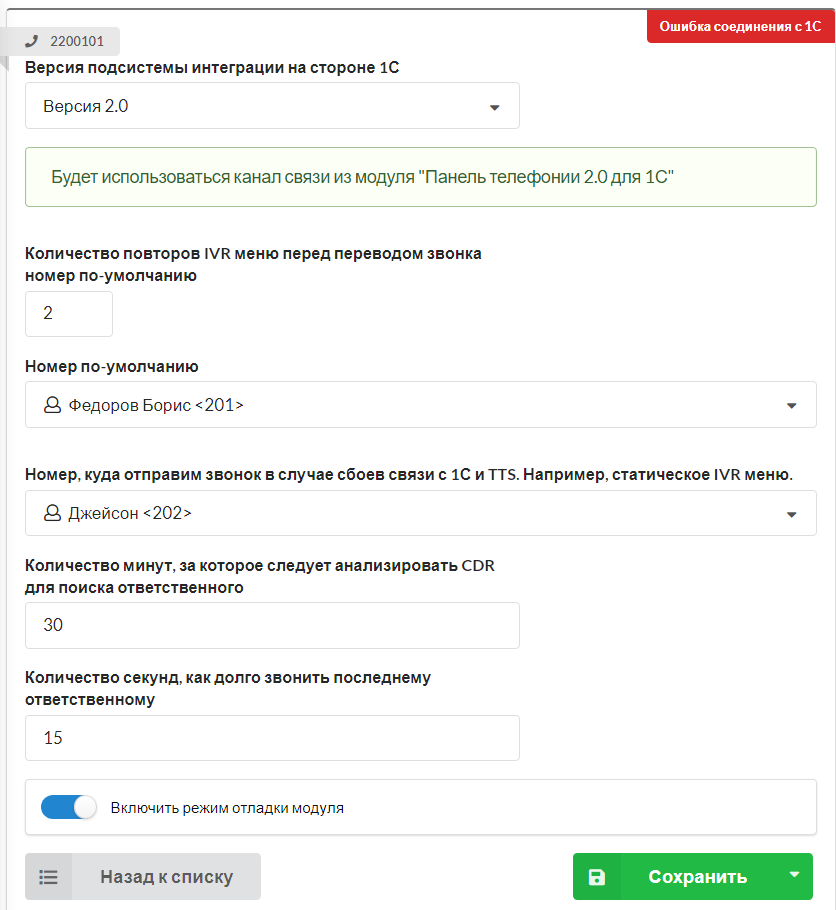 Ошибка соединения с 1С
2200101
Версия подсистемы интеграции на стороне 1С
Версия 2.0
Будет использоваться канал связи из модуля "Панель телефонии 2.0 для 1С"
Количество повторов IVR меню перед переводом звонка
номер по-умолчанию
2
Номер по-умолчанию
Федоров Борис <201>
Номер, куда отправим звонок в случае сбоев связи с 1С и TTS. Например, статическое IVR меню.
Джейсон <202>
Количество минут, за которое следует анализировать CDR
для поиска ответственного
30
Количество секунд, как долго звонить последнему
ответственному
15
Включить режим отладки модуля
Назад к списку
Сохранить